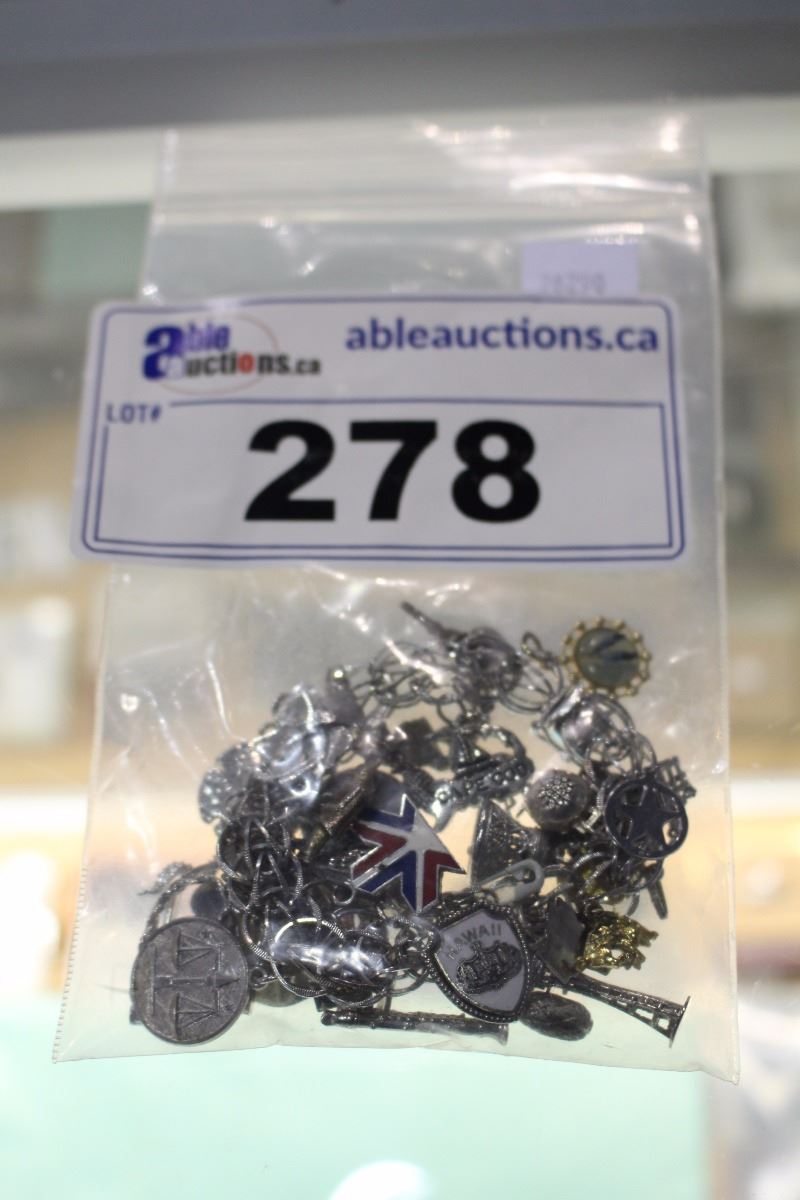 able auctions.ca
ableauctions.ca
LOT#
278
HAWAII